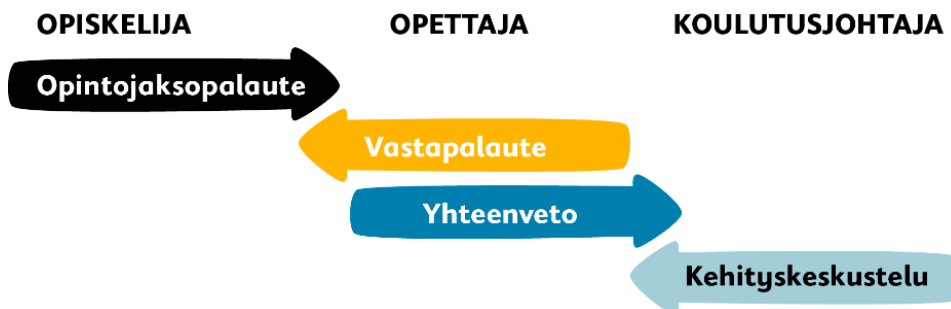 OPISKELIJA
OPETTAJA
KOULUTUSJOHTAJA
Opintojaksopalaute
Vastapalaute
Yhteenveto
Kehityskeskustelu